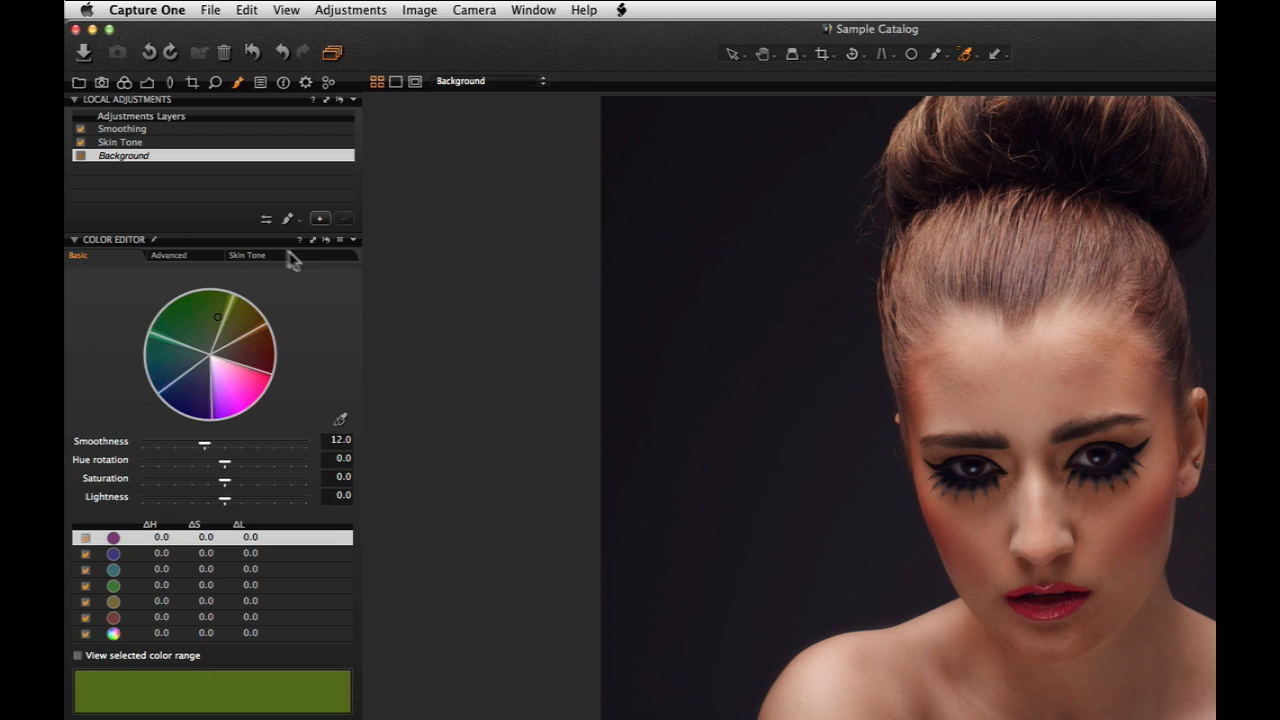 Capture One File Edit View Adjustments Image Camera Window Help
Sample Catalog
Background
LOCAL ADJUSTMENTS ?
Adjustments Layers
Smoothing
Skin Tone
Background
COLOR EDITOR ?
Basic Advanced Skin Tone
Smoothness 12.0
Hue rotation 0.0
Saturation 0.0
Lightness 0.0
ΔH ΔS ΔL
0.0 0.0 0.0
0.0 0.0 0.0
0.0 0.0 0.0
0.0 0.0 0.0
0.0 0.0 0.0
0.0 0.0 0.0
0.0 0.0 0.0
View selected color range